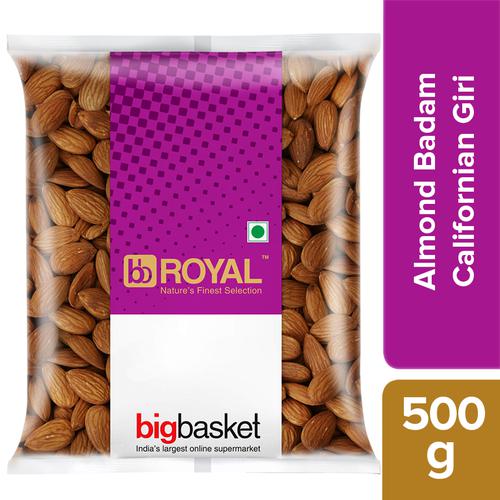 bb ROYAL™
Nature's Finest Selection
bigbasket
India's largest online supermarket
Almond Badam
Californian Giri
500
g